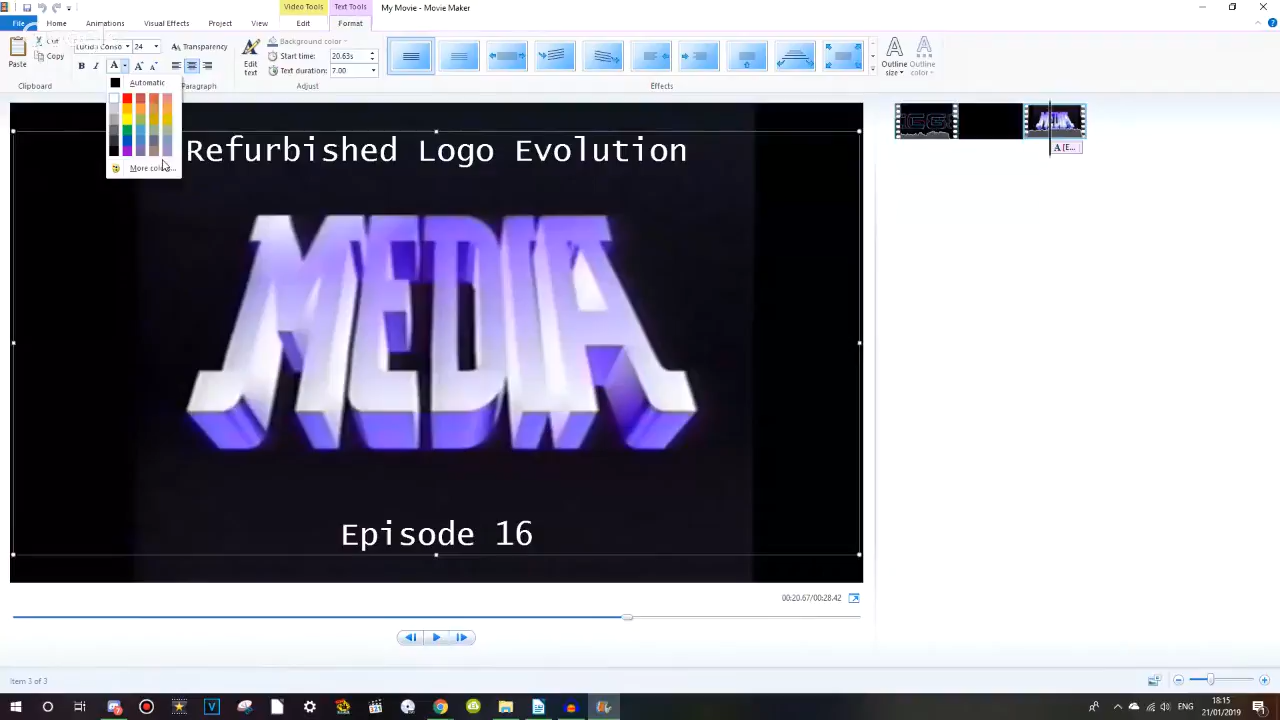 Video Tools
Text Tools
My Movie - Movie Maker
File
Home
Animations
Visual Effects
Project
View
Edit
Format
Paste
Cut
Copy
Clipboard
24
Transparency
B
I
A
Paragraph
Automatic
More
Edit text
Background color
Start time: 20.63s
Text duration: 7.00
Adjust
Effects
Outline size
Outline color
Refurbished Logo Evolution
MEDIA
Episode 16
A [E...
00:20.67/00:28.42
Item 3 of 3
ENG
18:15
21/01/2019